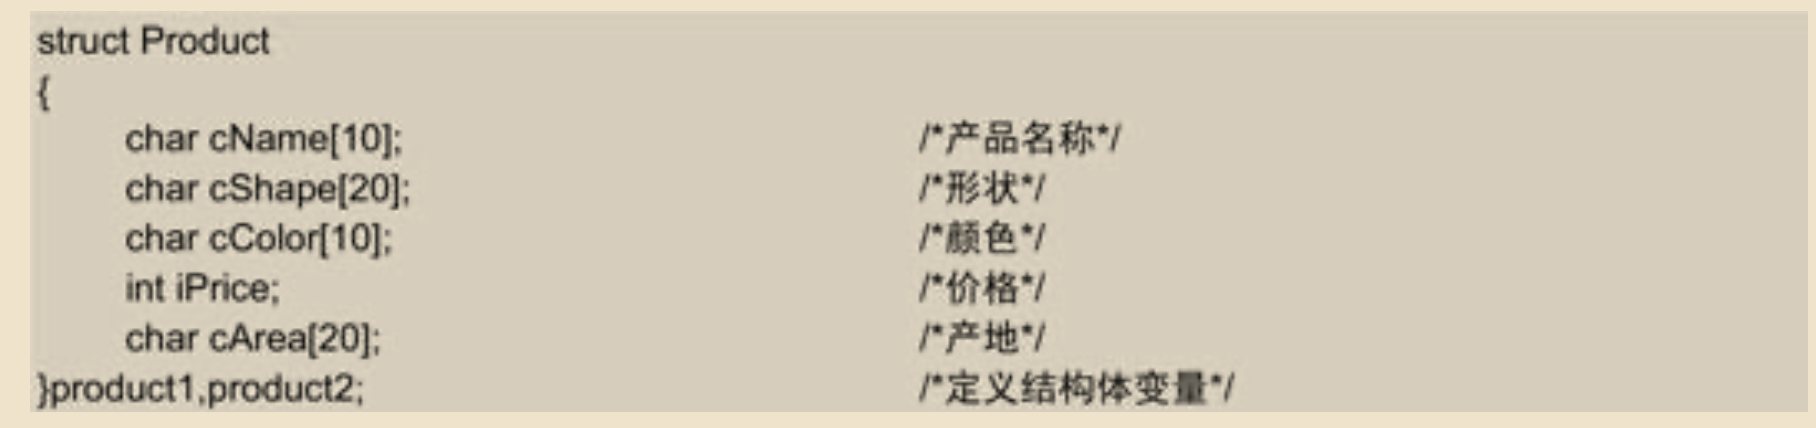 struct Product
{
char cName[10]; /*产品名称*/
char cShape[20]; /*形状*/
char cColor[10]; /*颜色*/
int iPrice; /*价格*/
char cArea[20]; /*产地*/
}product1,product2; /*定义结构体变量*/